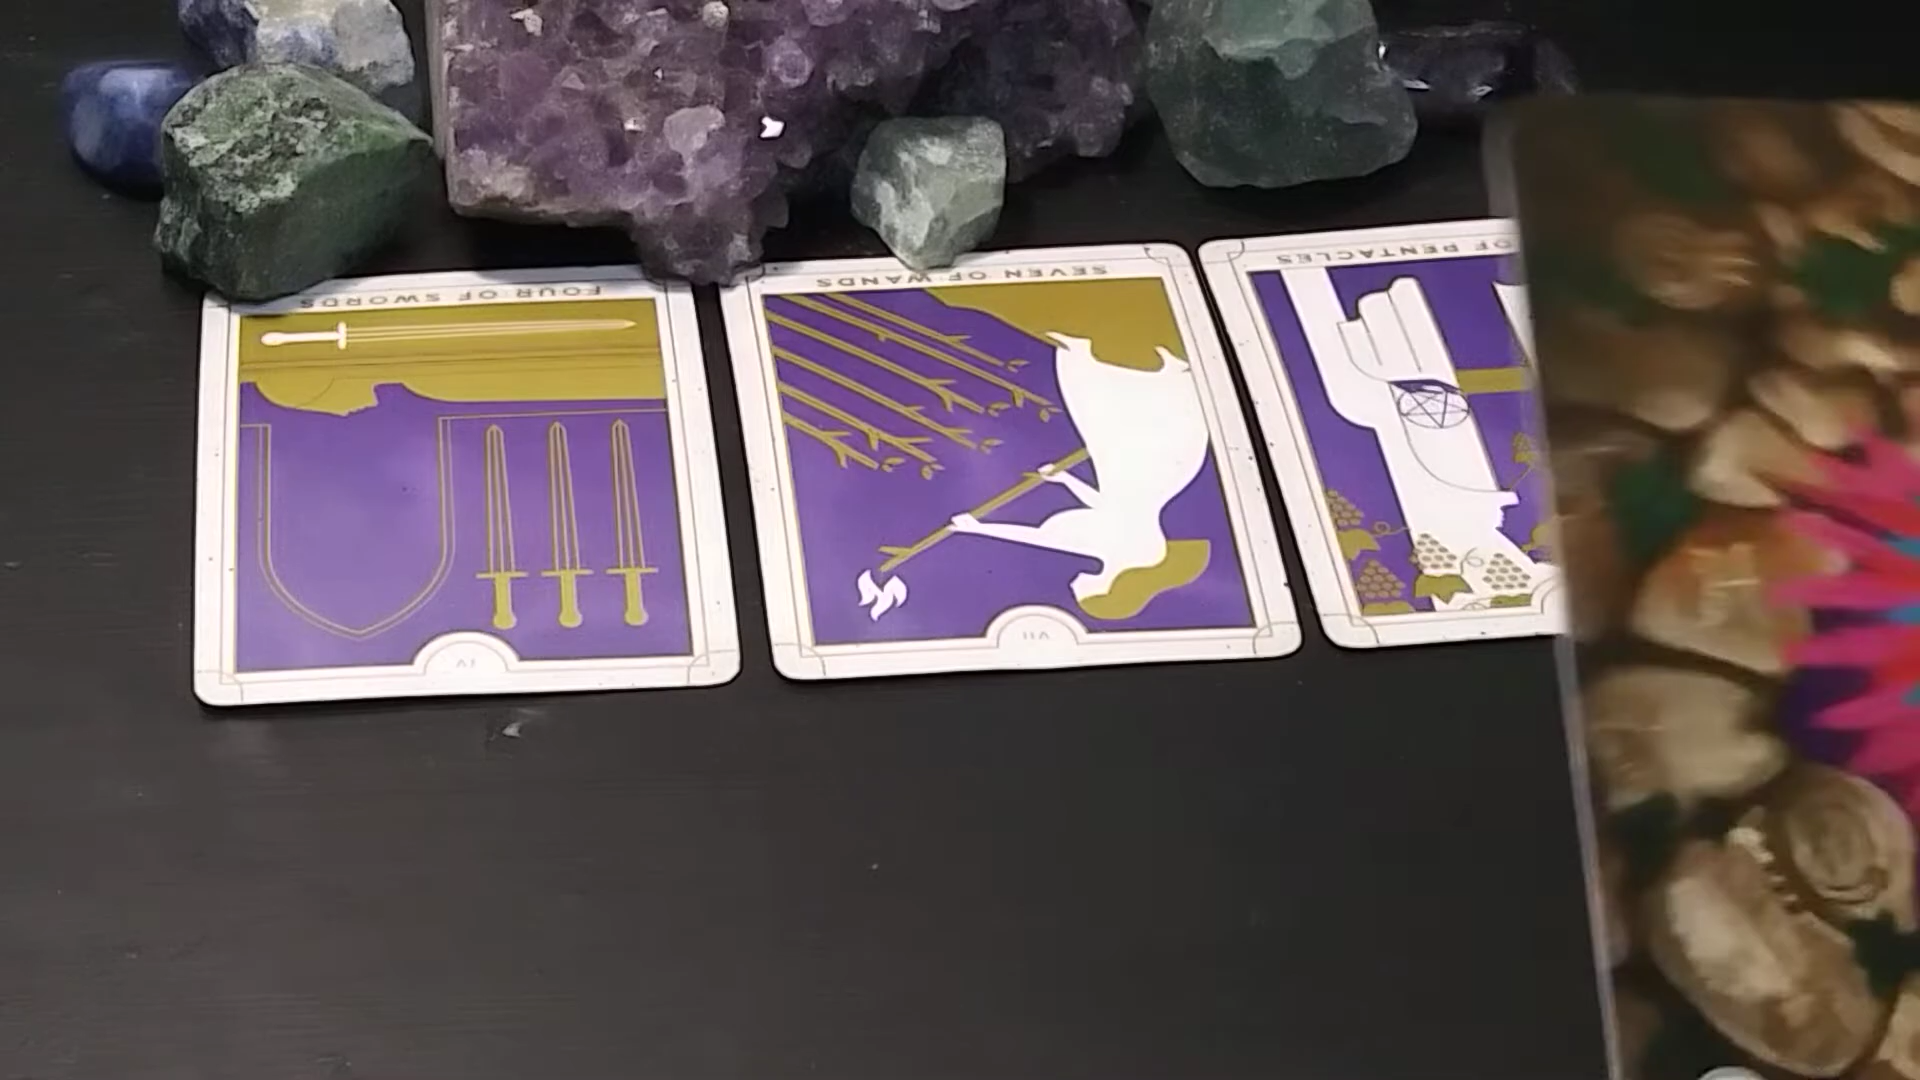 FOUR OF SWORDS
SEVEN OF WANDS
OF PENTACLES
IV
VII